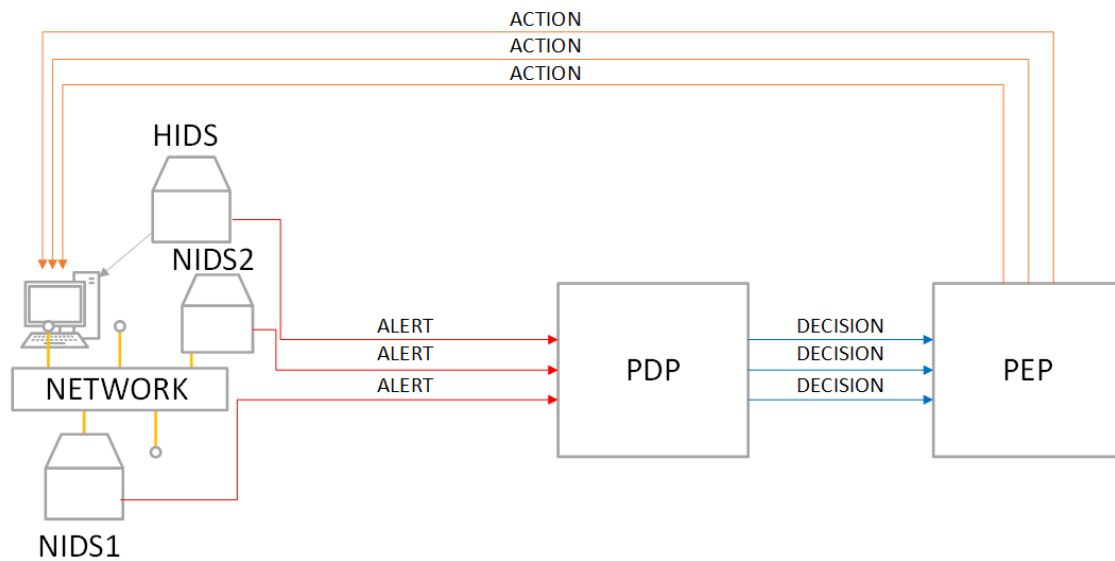 ACTION
ACTION
ACTION
HIDS
NIDS2
ALERT
DECISION
ALERT
DECISION
PDP
PEP
NETWORK
ALERT
DECISION
NIDS1